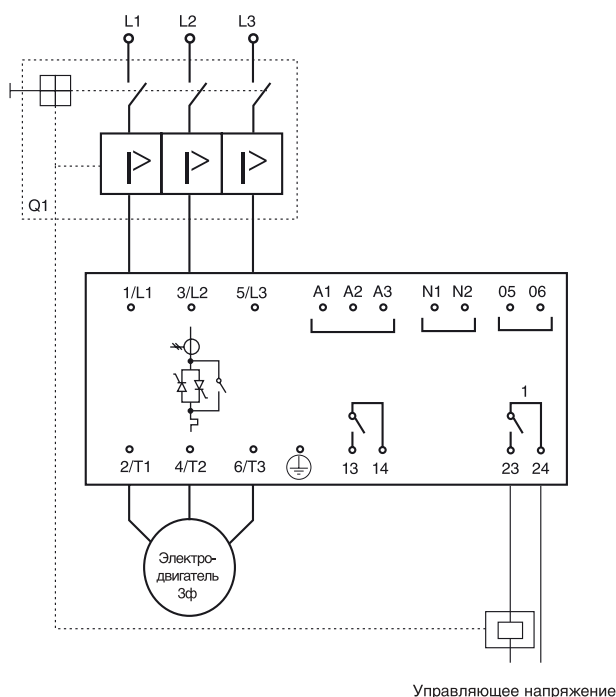 L1 L2 L3
Q1
1/L1 3/L2 5/L3 A1 A2 A3 N1 N2 05 06
1
2/T1 4/T2 6/T3 13 14 23 24
Электро-
двигатель
3ф
Управляющее напряжение